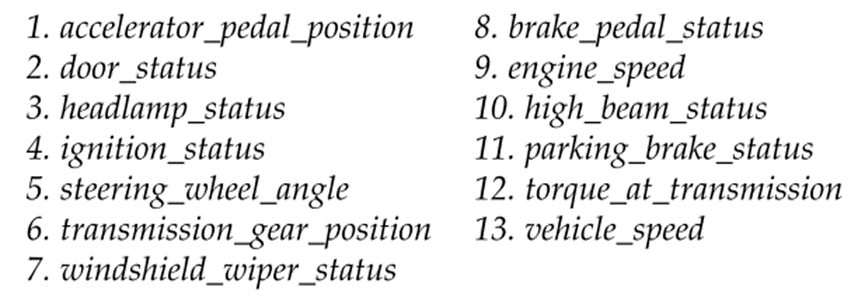 1. accelerator_pedal_position
2. door_status
3. headlamp_status
4. ignition_status
5. steering_wheel_angle
6. transmission_gear_position
7. windshield_wiper_status
8. brake_pedal_status
9. engine_speed
10. high_beam_status
11. parking_brake_status
12. torque_at_transmission
13. vehicle_speed